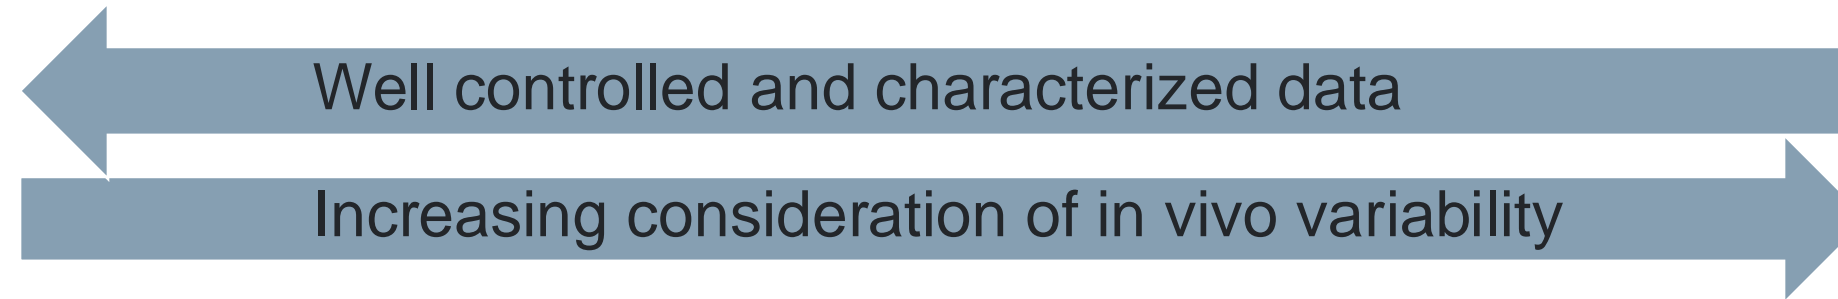 Well controlled and characterized data
Increasing consideration of in vivo variability